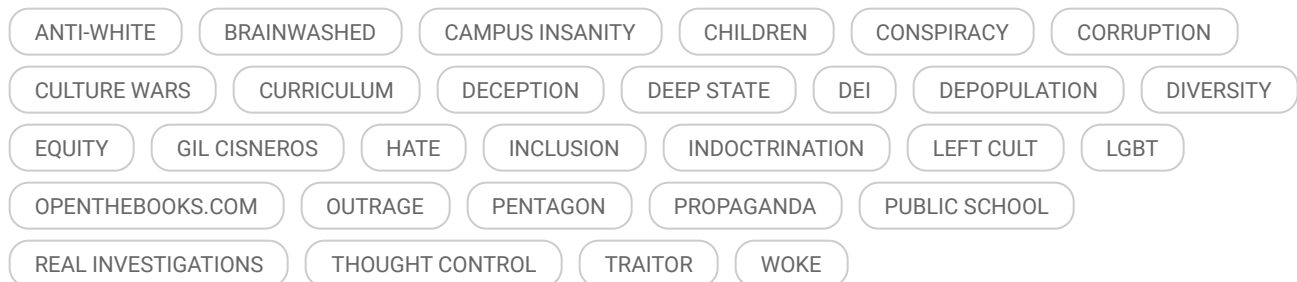 ANTI-WHITE BRAINWASHED CAMPUS INSANITY CHILDREN CONSPIRACY CORRUPTION
CULTURE WARS CURRICULUM DECEPTION DEEP STATE DEI DEPOPULATION DIVERSITY
EQUITY GIL CISNEROS HATE INCLUSION INDOCTRINATION LEFT CULT LGBT
OPENTHEBOOKS.COM OUTRAGE PENTAGON PROPAGANDA PUBLIC SCHOOL
REAL INVESTIGATIONS THOUGHT CONTROL TRAITOR WOKE